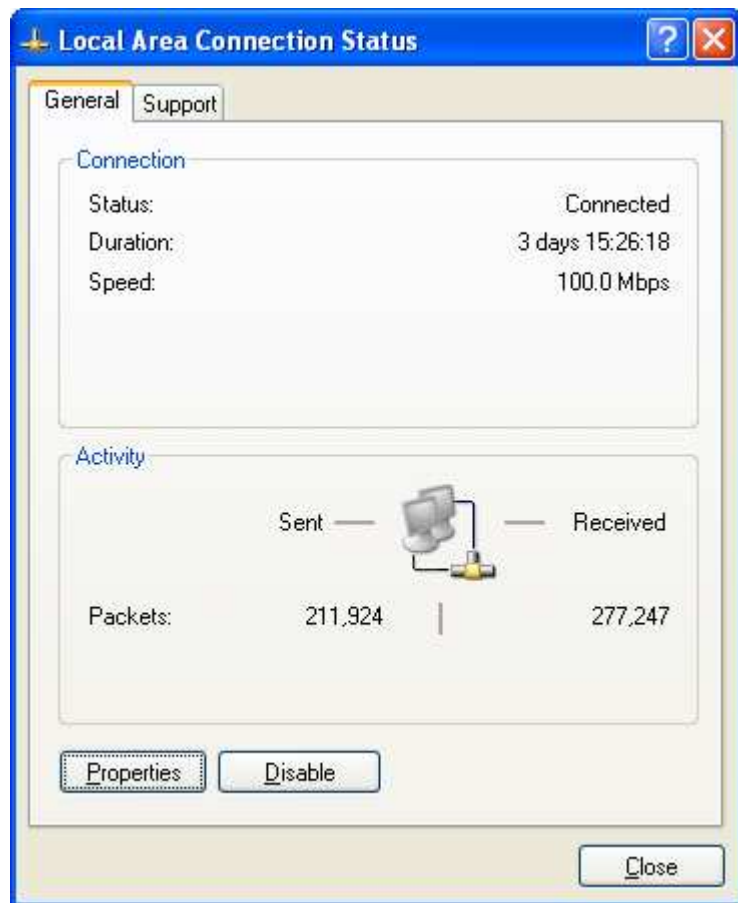 Local Area Connection Status
General Support
Connection
Status: Connected
Duration: 3 days 15:26:18
Speed: 100.0 Mbps
Activity
Sent Received
Packets: 211,924 277,247
Properties Disable
Close